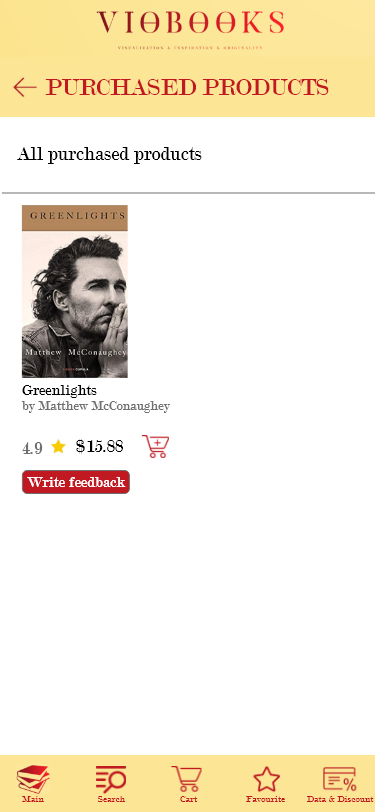 VIOBOOKS
VISUALIZATION & INSPIRATION & ORIGINALITY
PURCHASED PRODUCTS
All purchased products
GREENLIGHTS
Matthew McConaughey
Greenlights
by Matthew McConaughey
4.9 $15.88
Write feedback
Main Search Cart Favourite Data & Discount